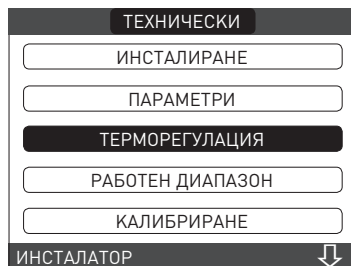 ТЕХНИЧЕСКИ
ИНСТАЛИРАНЕ
ПАРАМЕТРИ
ТЕРМОРЕГУЛАЦИЯ
РАБОТЕН ДИАПАЗОН
КАЛИБРИРАНЕ
ИНСТАЛАТОР